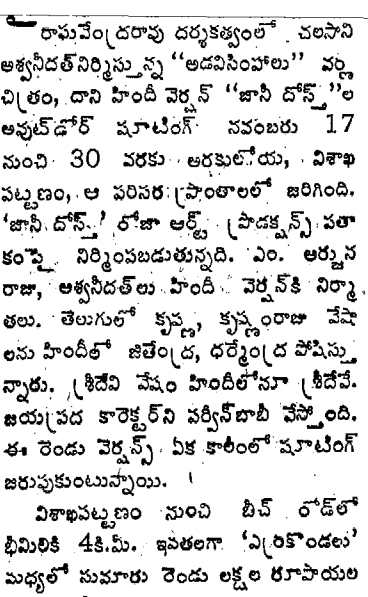 రాఘవేంద్రరావు దర్శకత్వంలో చలసాని
అశ్వనీదత్‌నిర్మిస్తున్న “అడవిసింహాలు” వర్ణ
చిత్రం, దాని హిందీ వెర్షన్ “జానీ దోస్త్”ల
అవుట్‌డోర్ షూటింగ్ నవంబరు 17
నుంచి 30 వరకు అరకులోయ, విశాఖ
పట్టణం, ఆ పరిసర ప్రాంతాలలో జరిగింది.
‘జానీ దోస్త్’ రోజా ఆర్ట్ ప్రొడక్షన్స్ పతా
కంపై నిర్మింపబడుతున్నది. ఎం. అర్జున
రాజు, అశ్వనీదత్‌లు హిందీ వెర్షన్‌కి నిర్మా
తలు. తెలుగులో కృష్ణ, కృష్ణంరాజు వేషా
లను హిందీలో జితేంద్ర, ధర్మేంద్ర పోషిస్తు
న్నారు. శ్రీదేవి వేషం హిందీలోనూ శ్రీదేవే.
జయప్రద కారెక్టర్‌ని పర్విన్‌బాబీ వేస్తోంది.
ఈ రెండు వెర్షన్స్ ఏక కాలంలో షూటింగ్
జరుపుకుంటున్నాయి.
విశాఖపట్టణం నుంచి బీచ్ రోడ్‌లో
భీమిలికి 4కి.మీ. ఇవతలగా ‘ఎర్రకొండలు’
మధ్యలో సుమారు రెండు లక్షల రూపాయల